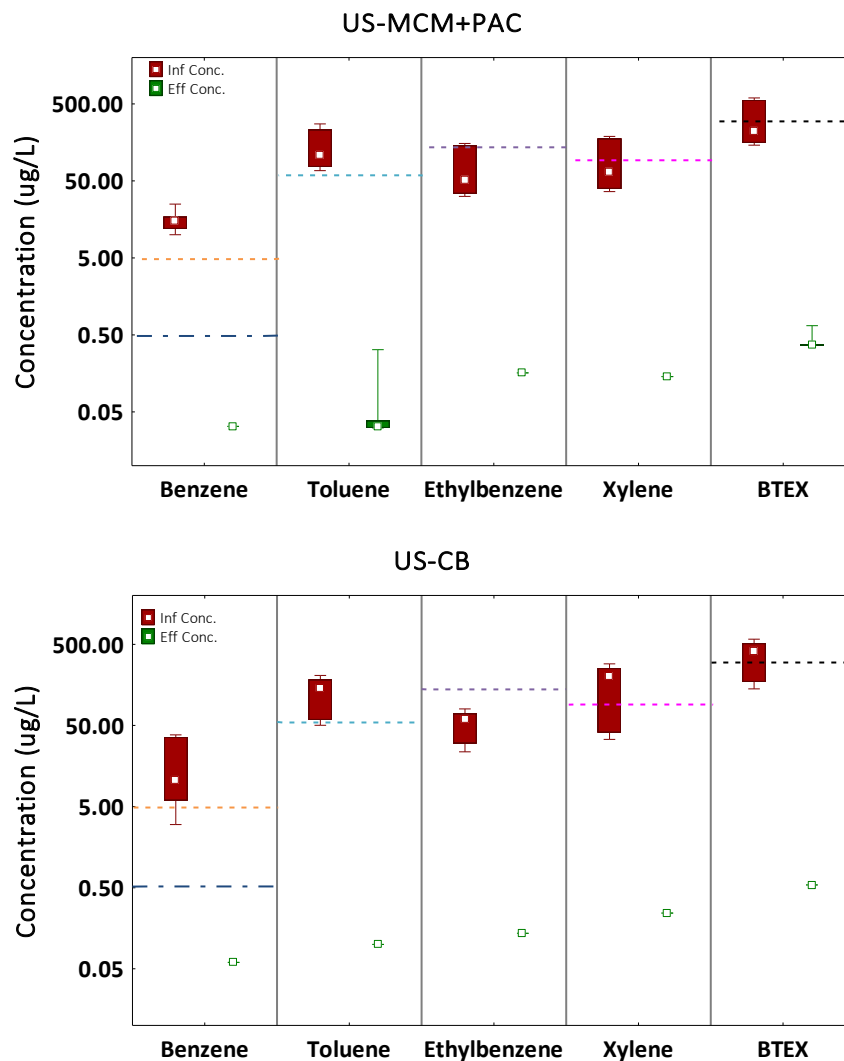 US-MCM+PAC
Inf Conc.
Eff Conc.
Concentration (ug/L)
500.00
50.00
5.00
0.50
0.05
Benzene Toluene Ethylbenzene Xylene BTEX
US-CB
Inf Conc.
Eff Conc.
Concentration (ug/L)
500.00
50.00
5.00
0.50
0.05
Benzene Toluene Ethylbenzene Xylene BTEX